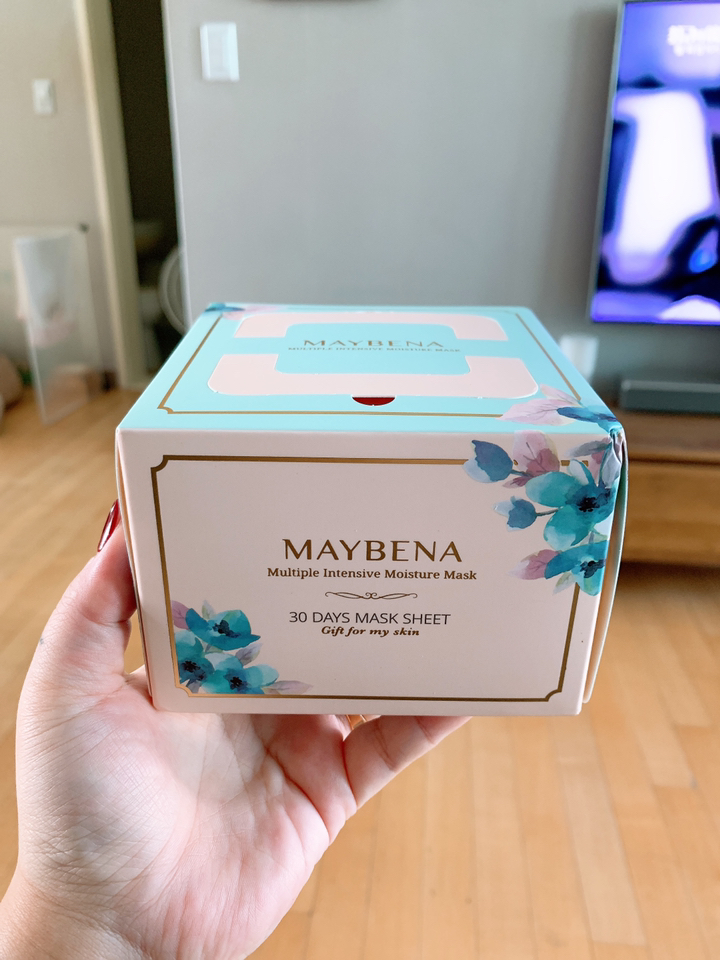 MAYBENA
MULTIPLE INTENSIVE MOISTURE MASK
MAYBENA
Multiple Intensive Moisture Mask
30 DAYS MASK SHEET
Gift for my skin